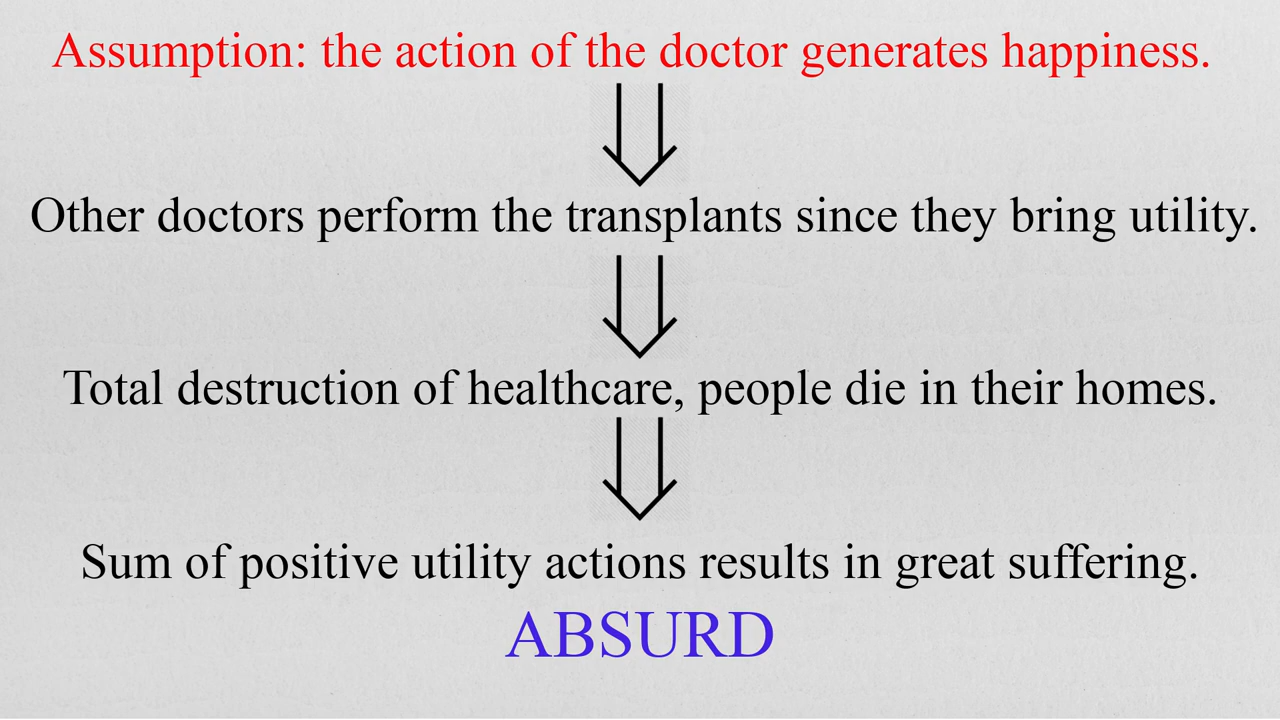 Assumption: the action of the doctor generates happiness.
Other doctors perform the transplants since they bring utility.
Total destruction of healthcare, people die in their homes.
Sum of positive utility actions results in great suffering.
ABSURD